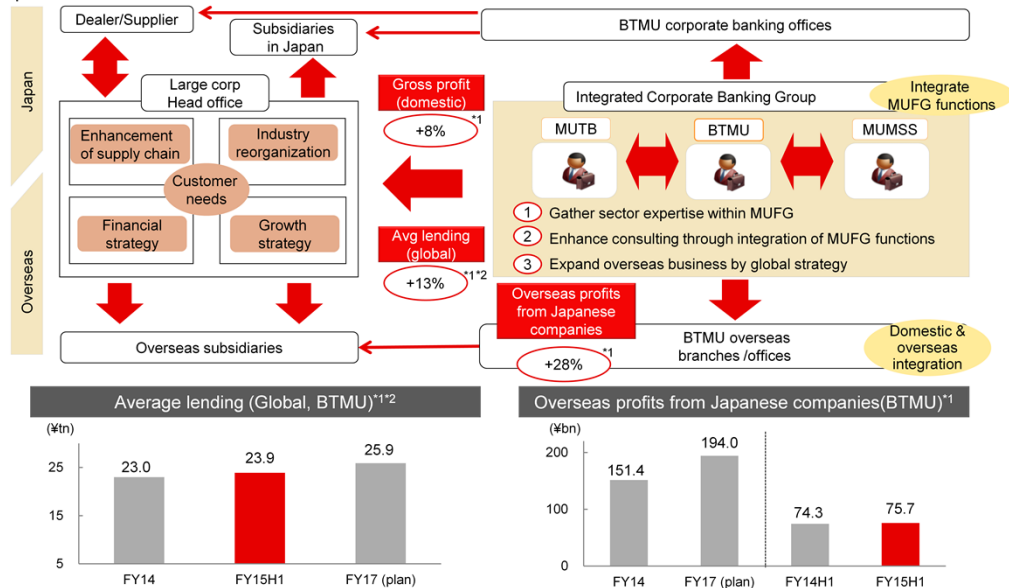 Dealer/Supplier
Subsidiaries
in Japan
BTMU corporate banking offices
Japan
Overseas
Large corp
Head office
Enhancement
of supply chain
Industry
reorganization
Customer
needs
Financial
strategy
Growth
strategy
Gross profit
(domestic)
+8% *1
Avg lending
(global)
+13% *1*2
Integrated Corporate Banking Group
Integrate
MUFG functions
MUTB
BTMU
MUMSS
1 Gather sector expertise within MUFG
2 Enhance consulting through integration of MUFG functions
3 Expand overseas business by global strategy
Overseas profits
from Japanese
companies
+28% *1
Overseas subsidiaries
BTMU overseas
branches /offices
Domestic &
overseas
integration
Average lending (Global, BTMU)*1*2
(¥tn)
25
15
5
23.0
23.9
25.9
FY14
FY15H1
FY17 (plan)
Overseas profits from Japanese companies(BTMU)*1
(¥bn)
200
100
0
151.4
194.0
74.3
75.7
FY14
FY17 (plan)
FY14H1
FY15H1